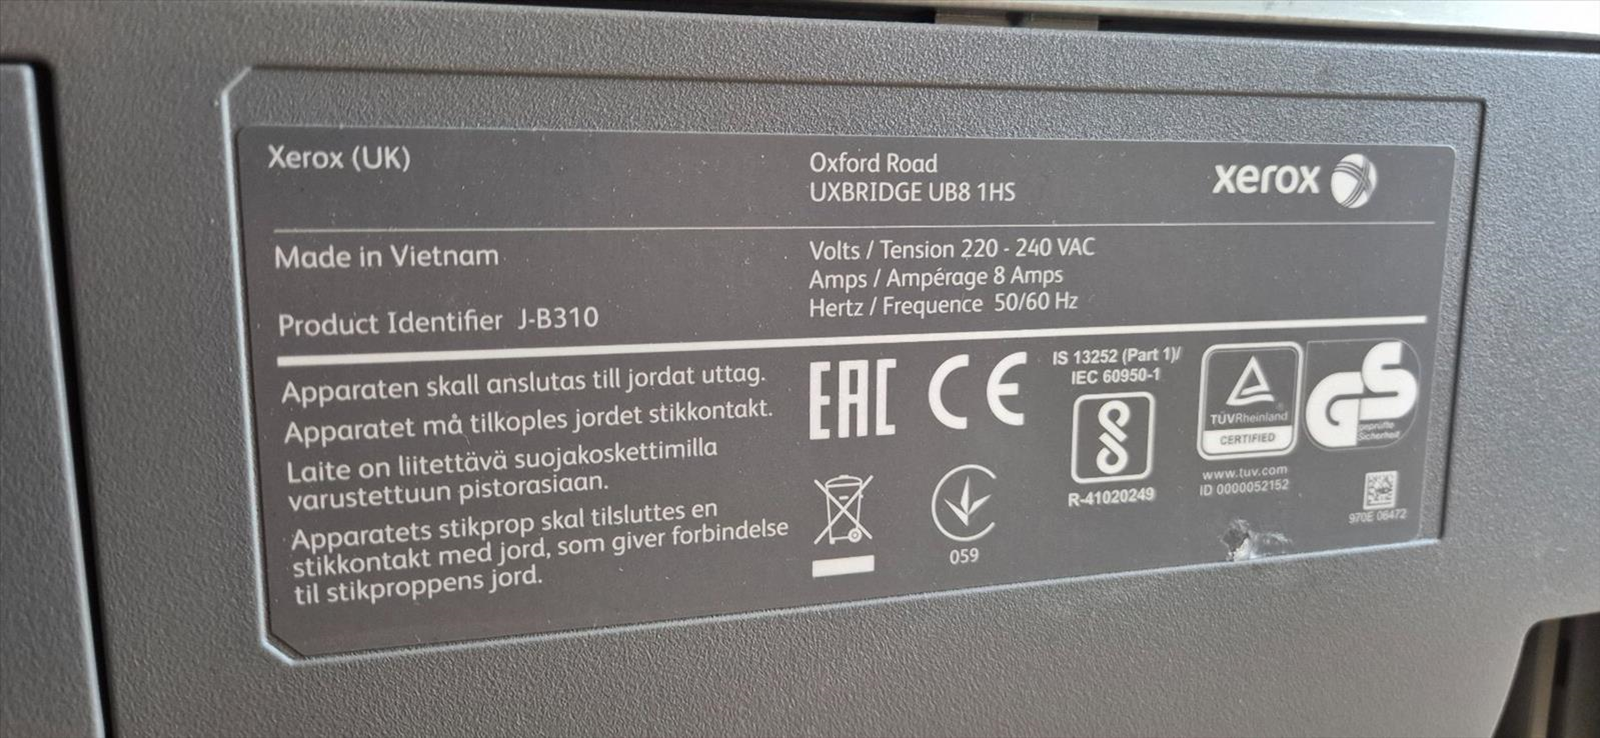 Xerox (UK)
Oxford Road
UXBRIDGE UB8 1HS
xerox
Made in Vietnam
Product Identifier J-B310
Volts / Tension 220 - 240 VAC
Amps / Ampérage 8 Amps
Hertz / Frequence 50/60 Hz
Apparaten skall anslutas till jordat uttag.
Apparatet må tilkoples jordet stikkontakt.
Laite on liitettävä suojakoskettimilla
varustettuun pistorasiaan.
Apparatets stikprop skal tilsluttes en
stikkontakt med jord, som giver forbindelse
til stikproppens jord.
EAC
CE
059
IS 13252 (Part 1)/
IEC 60950-1
R-41020249
TÜVRheinland®
CERTIFIED
www.tuv.com
ID 0000052152
GS
geprüfte
Sicherheit
970E 06472